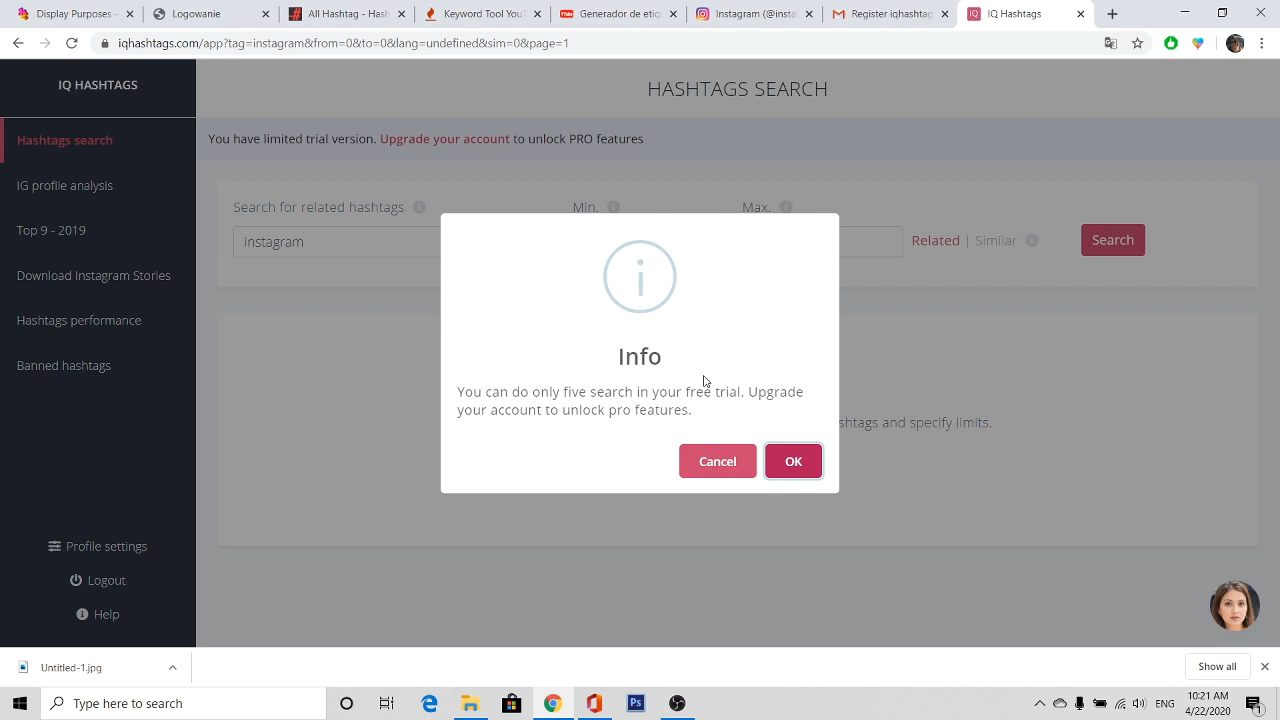 Display Purposes -
Logowanie
All Hashtag - Hash
Keyword Tool YouT
Generador de etiq
Instagram (@insta
Register iqhashtag
IQ Hashtags
iqhashtags.com/app?tag=instagram&from=0&to=0&lang=undefined&sim=0&page=1
IQ HASHTAGS
HASHTAGS SEARCH
Hashtags search
You have limited trial version. Upgrade your account to unlock PRO features
IG profile analysis
Top 9 - 2019
Download Instagram Stories
Hashtags performance
Banned hashtags
Search for related hashtags
Min.
Max.
Instagram
Related | Similar
Search
Info
You can do only five search in your free trial. Upgrade
your account to unlock pro features.
shtags and specify limits.
Cancel
OK
Profile settings
Logout
Help
Untitled-1.jpg
Show all
Type here to search
Ps
ENG
10:21 AM
4/22/2020